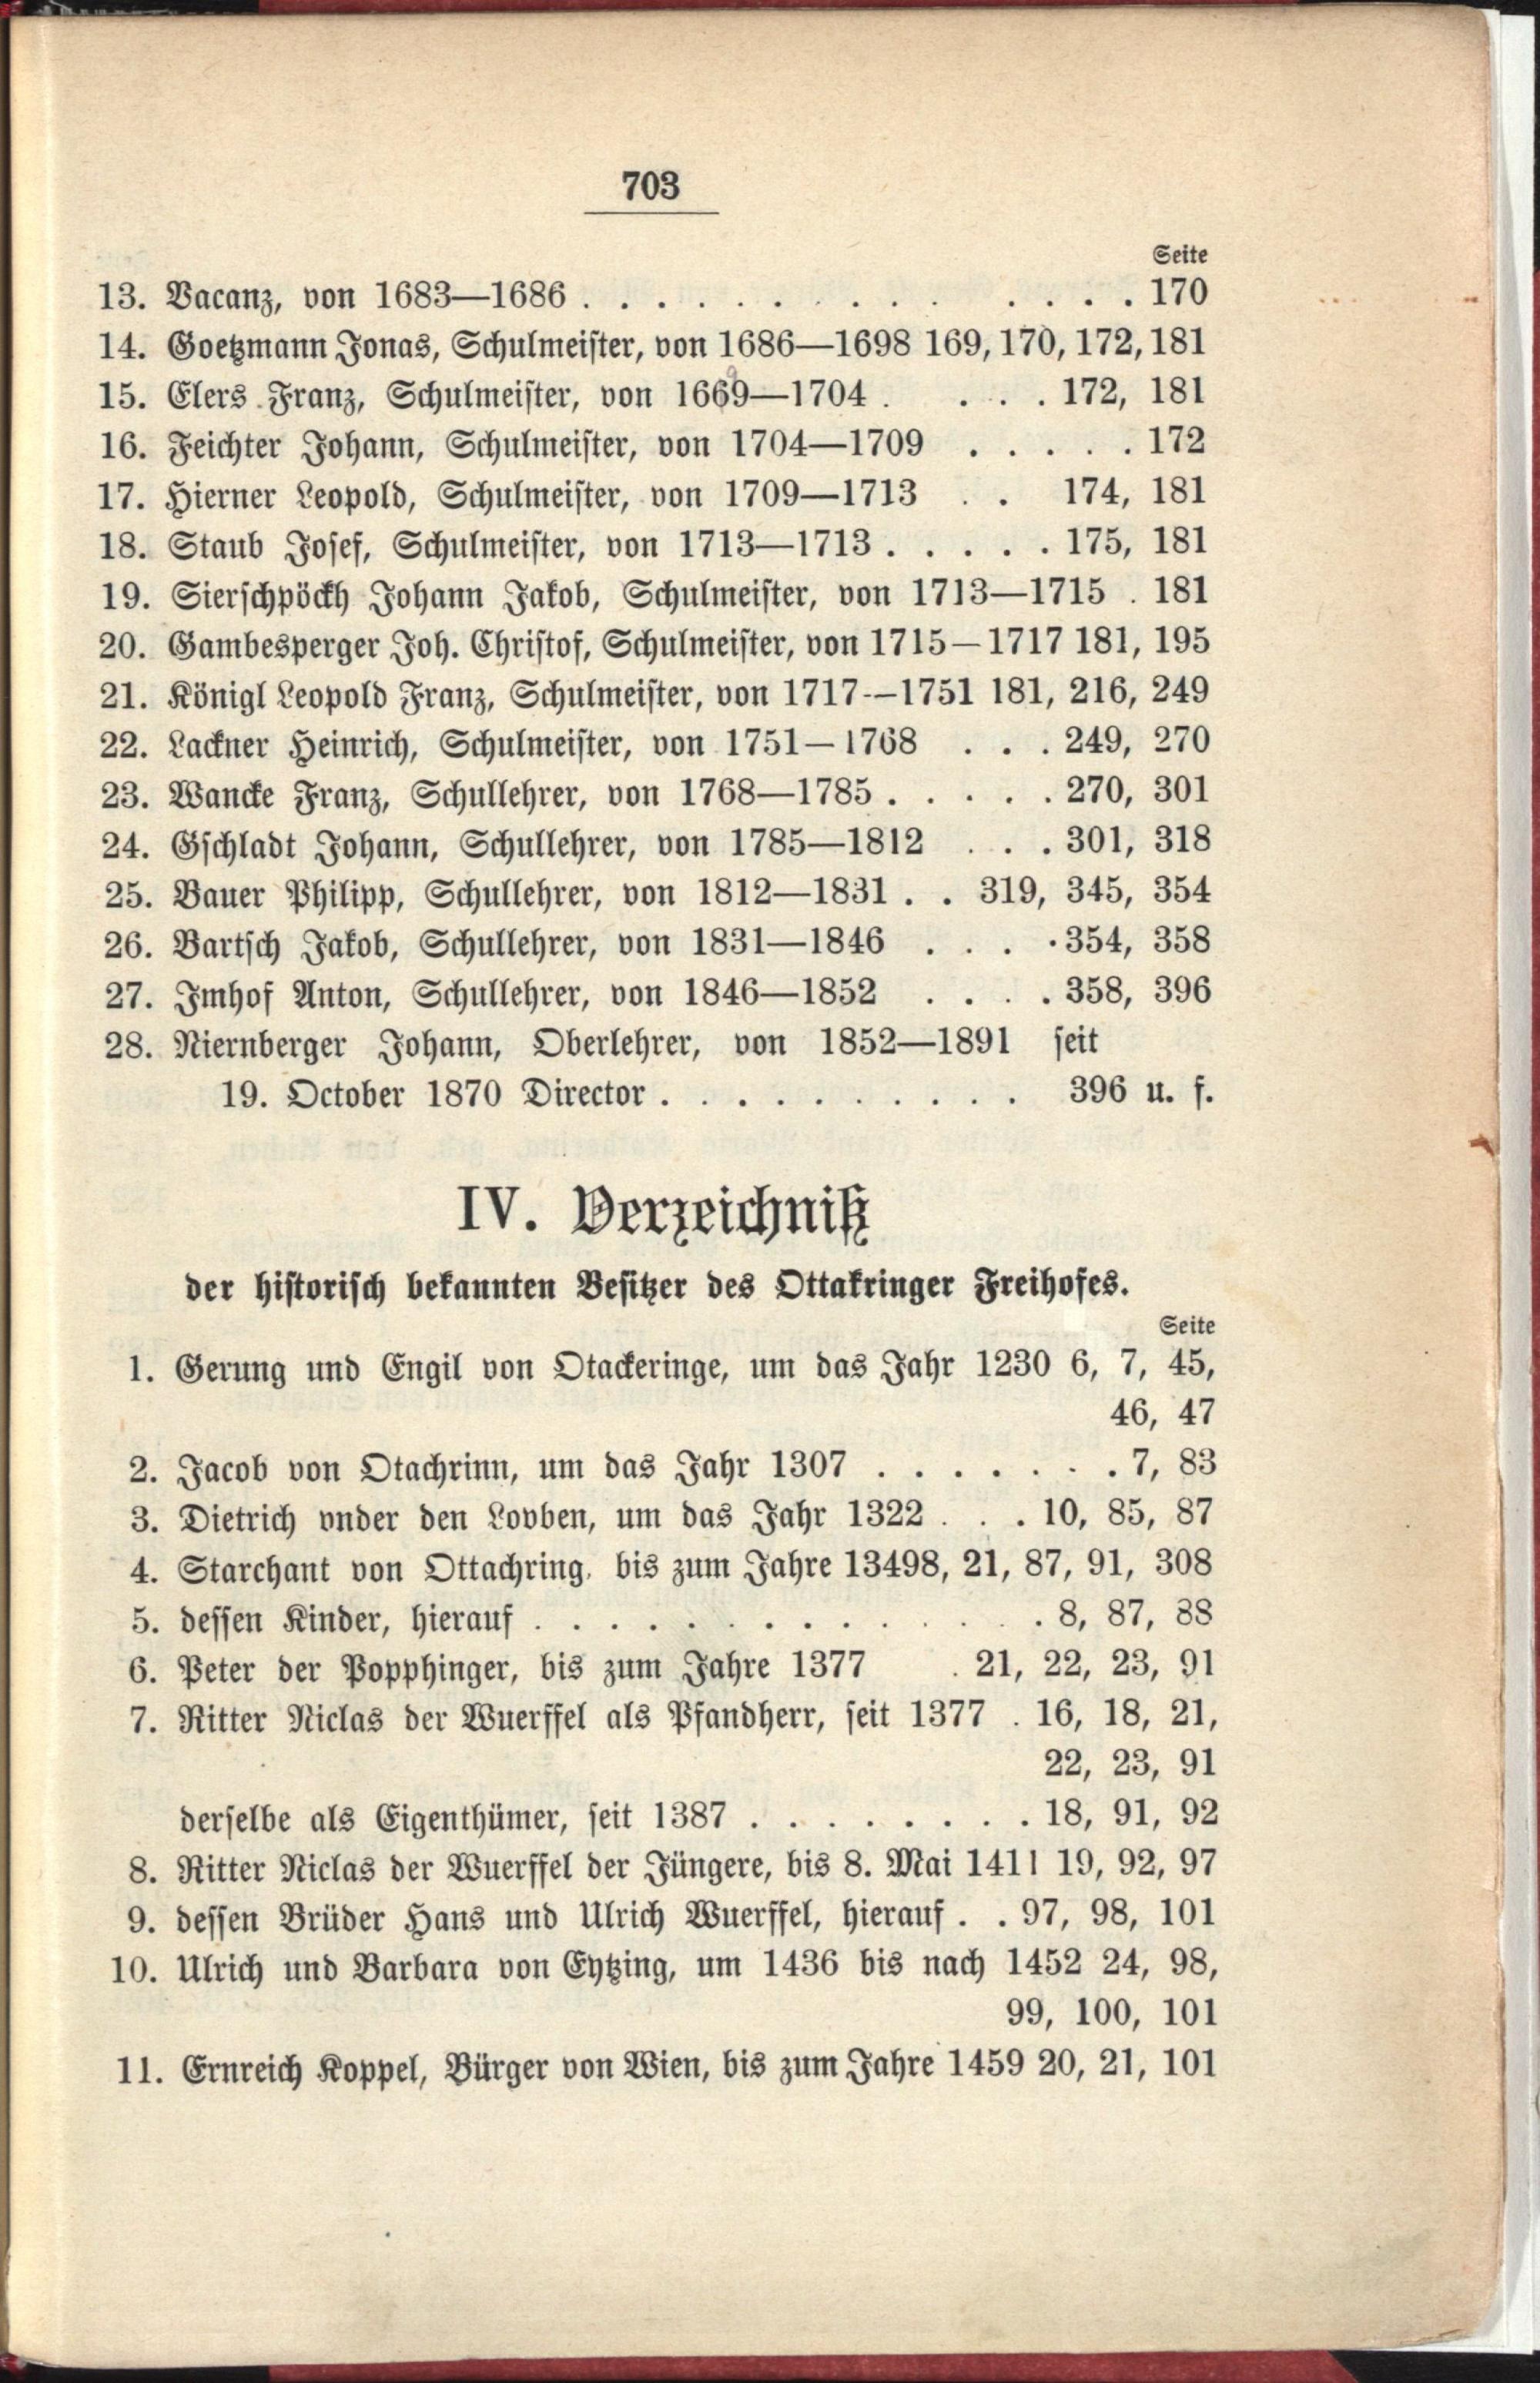 703
Seite
13. Vacanz, von 1683—1686 . . . . . . . . . . . . . . 170
14. Goetzmann Jonas, Schulmeister, von 1686—1698 169, 170, 172, 181
15. Elers Franz, Schulmeister, von 1669—1704 . . . . 172, 181
16. Feichter Johann, Schulmeister, von 1704—1709 . . . . . 172
17. Hierner Leopold, Schulmeister, von 1709—1713 . . 174, 181
18. Staub Josef, Schulmeister, von 1713—1713 . . . . . 175, 181
19. Sierschpöckh Johann Jakob, Schulmeister, von 1713—1715 . 181
20. Gambesperger Joh. Christof, Schulmeister, von 1715—1717 181, 195
21. Königl Leopold Franz, Schulmeister, von 1717—1751 181, 216, 249
22. Lackner Heinrich, Schulmeister, von 1751—1768 . . . 249, 270
23. Wancke Franz, Schullehrer, von 1768—1785 . . . . . 270, 301
24. Gschladt Johann, Schullehrer, von 1785—1812 . . . 301, 318
25. Bauer Philipp, Schullehrer, von 1812—1831 . . 319, 345, 354
26. Bartsch Jakob, Schullehrer, von 1831—1846 . . . . 354, 358
27. Imhof Anton, Schullehrer, von 1846—1852 . . . . 358, 396
28. Niernberger Johann, Oberlehrer, von 1852—1891 seit
19. October 1870 Director . . . . . . . . . . 396 u. f.
IV. Verzeichniß
der historisch bekannten Besitzer des Ottakringer Freihofes.
Seite
1. Gerung und Engil von Otackeringe, um das Jahr 1230 6, 7, 45,
46, 47
2. Jacob von Otachrinn, um das Jahr 1307 . . . . . . . 7, 83
3. Dietrich vnder den Lovben, um das Jahr 1322 . . . 10, 85, 87
4. Starchant von Ottachring, bis zum Jahre 13498, 21, 87, 91, 308
5. dessen Kinder, hierauf . . . . . . . . . . . . . 8, 87, 88
6. Peter der Popphinger, bis zum Jahre 1377 . 21, 22, 23, 91
7. Ritter Niclas der Wuerffel als Pfandherr, seit 1377 . 16, 18, 21,
22, 23, 91
derselbe als Eigenthümer, seit 1387 . . . . . . . . 18, 91, 92
8. Ritter Niclas der Wuerffel der Jüngere, bis 8. Mai 1411 19, 92, 97
9. dessen Brüder Hans und Ulrich Wuerffel, hierauf . . 97, 98, 101
10. Ulrich und Barbara von Eytzing, um 1436 bis nach 1452 24, 98,
99, 100, 101
11. Ernreich Koppel, Bürger von Wien, bis zum Jahre 1459 20, 21, 101